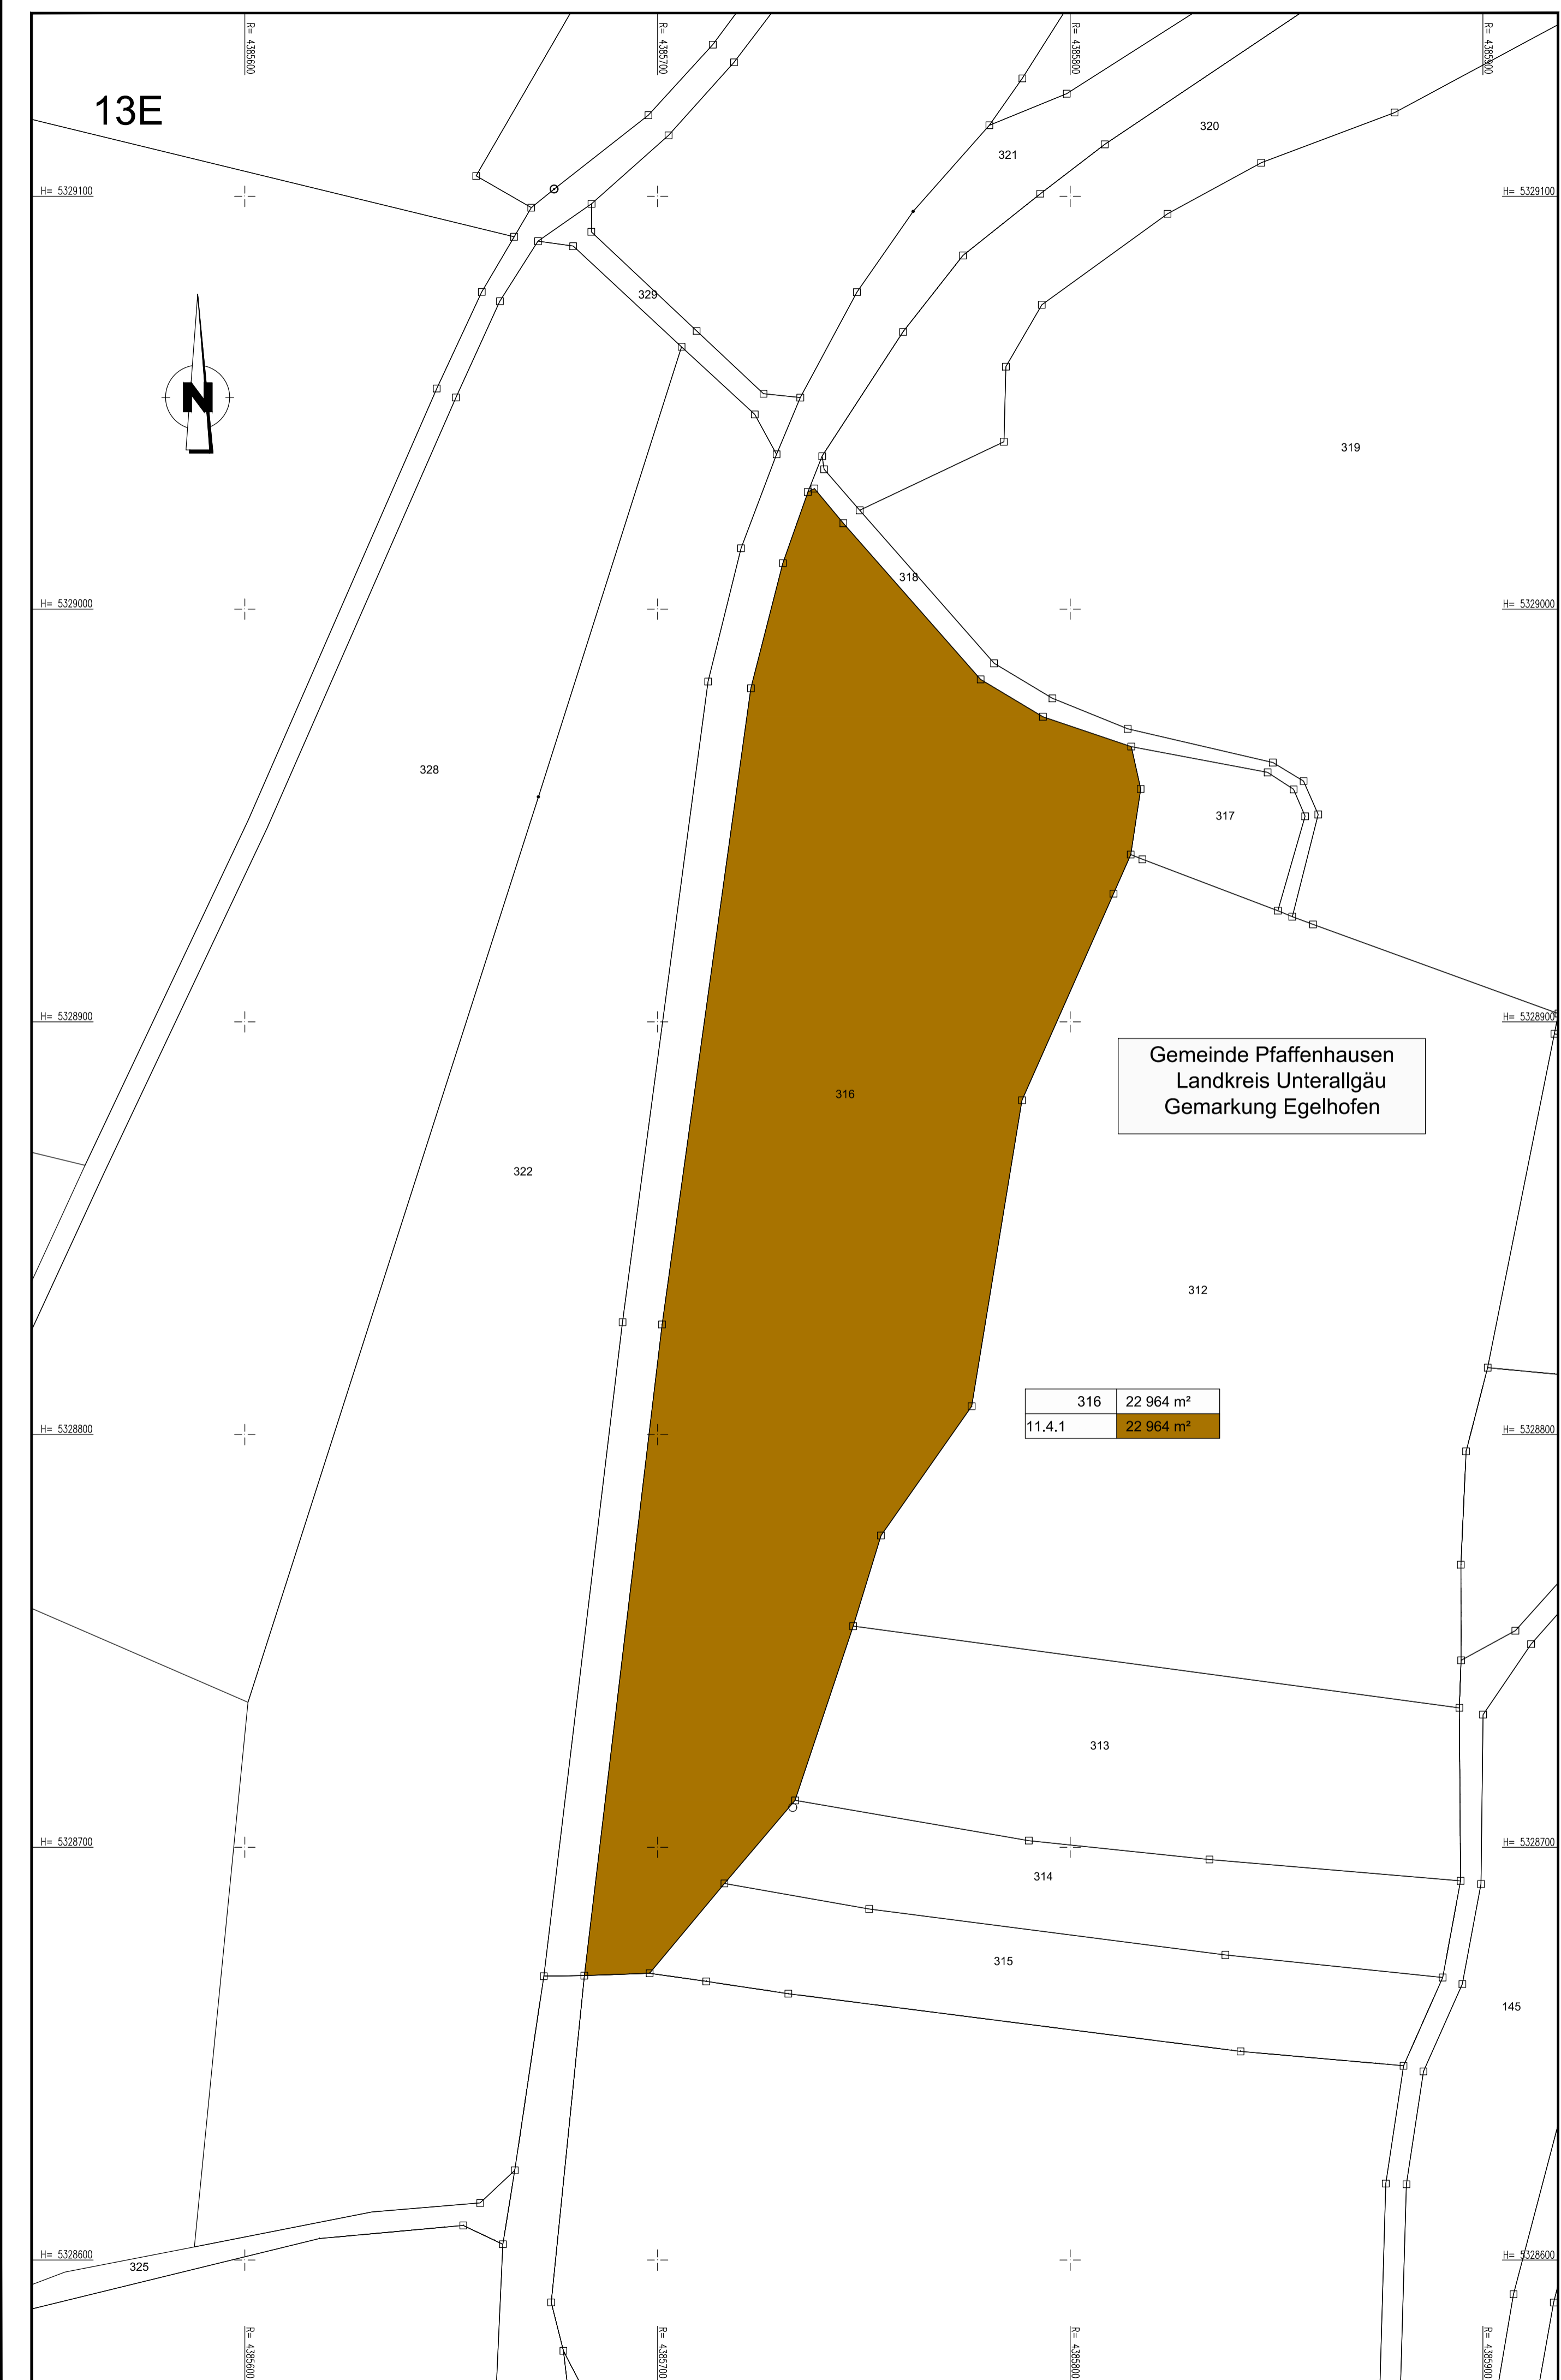 R= 4385600
R= 4385700
R= 4385800
R= 4385900
13E
320
321
H= 5329100
H= 5329100
329
N
319
318
H= 5329000
H= 5329000
328
317
H= 5328900
H= 5328900
Gemeinde Pfaffenhausen
Landkreis Unterallgäu
Gemarkung Egelhofen
316
322
312
316 22 964 m²
11.4.1 22 964 m²
H= 5328800
H= 5328800
313
H= 5328700
H= 5328700
314
315
145
H= 5328600
H= 5328600
325
R= 4385600
R= 4385700
R= 4385800
R= 4385900